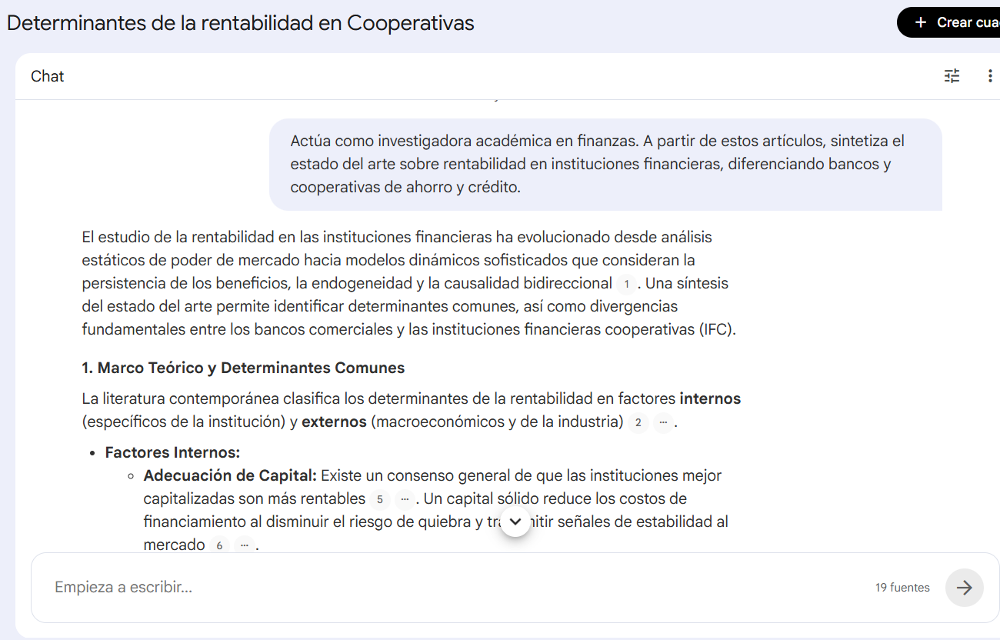 Determinantes de la rentabilidad en Cooperativas
+ Crear
Chat
Actúa como investigadora académica en finanzas. A partir de estos artículos, sintetiza el
estado del arte sobre rentabilidad en instituciones financieras, diferenciando bancos y
cooperativas de ahorro y crédito.
El estudio de la rentabilidad en las instituciones financieras ha evolucionado desde análisis
estáticos de poder de mercado hacia modelos dinámicos sofisticados que consideran la
persistencia de los beneficios, la endogeneidad y la causalidad bidireccional 1 . Una síntesis
del estado del arte permite identificar determinantes comunes, así como divergencias
fundamentales entre los bancos comerciales y las instituciones financieras cooperativas (IFC).
1. Marco Teórico y Determinantes Comunes
La literatura contemporánea clasifica los determinantes de la rentabilidad en factores internos
(específicos de la institución) y externos (macroeconómicos y de la industria) 2 ... .
• Factores Internos:
◦ Adecuación de Capital: Existe un consenso general de que las instituciones mejor
capitalizadas son más rentables 5 ... . Un capital sólido reduce los costos de
financiamiento al disminuir el riesgo de quiebra y señales de estabilidad al
mercado 6 ... .
Empieza a escribir...
19 fuentes